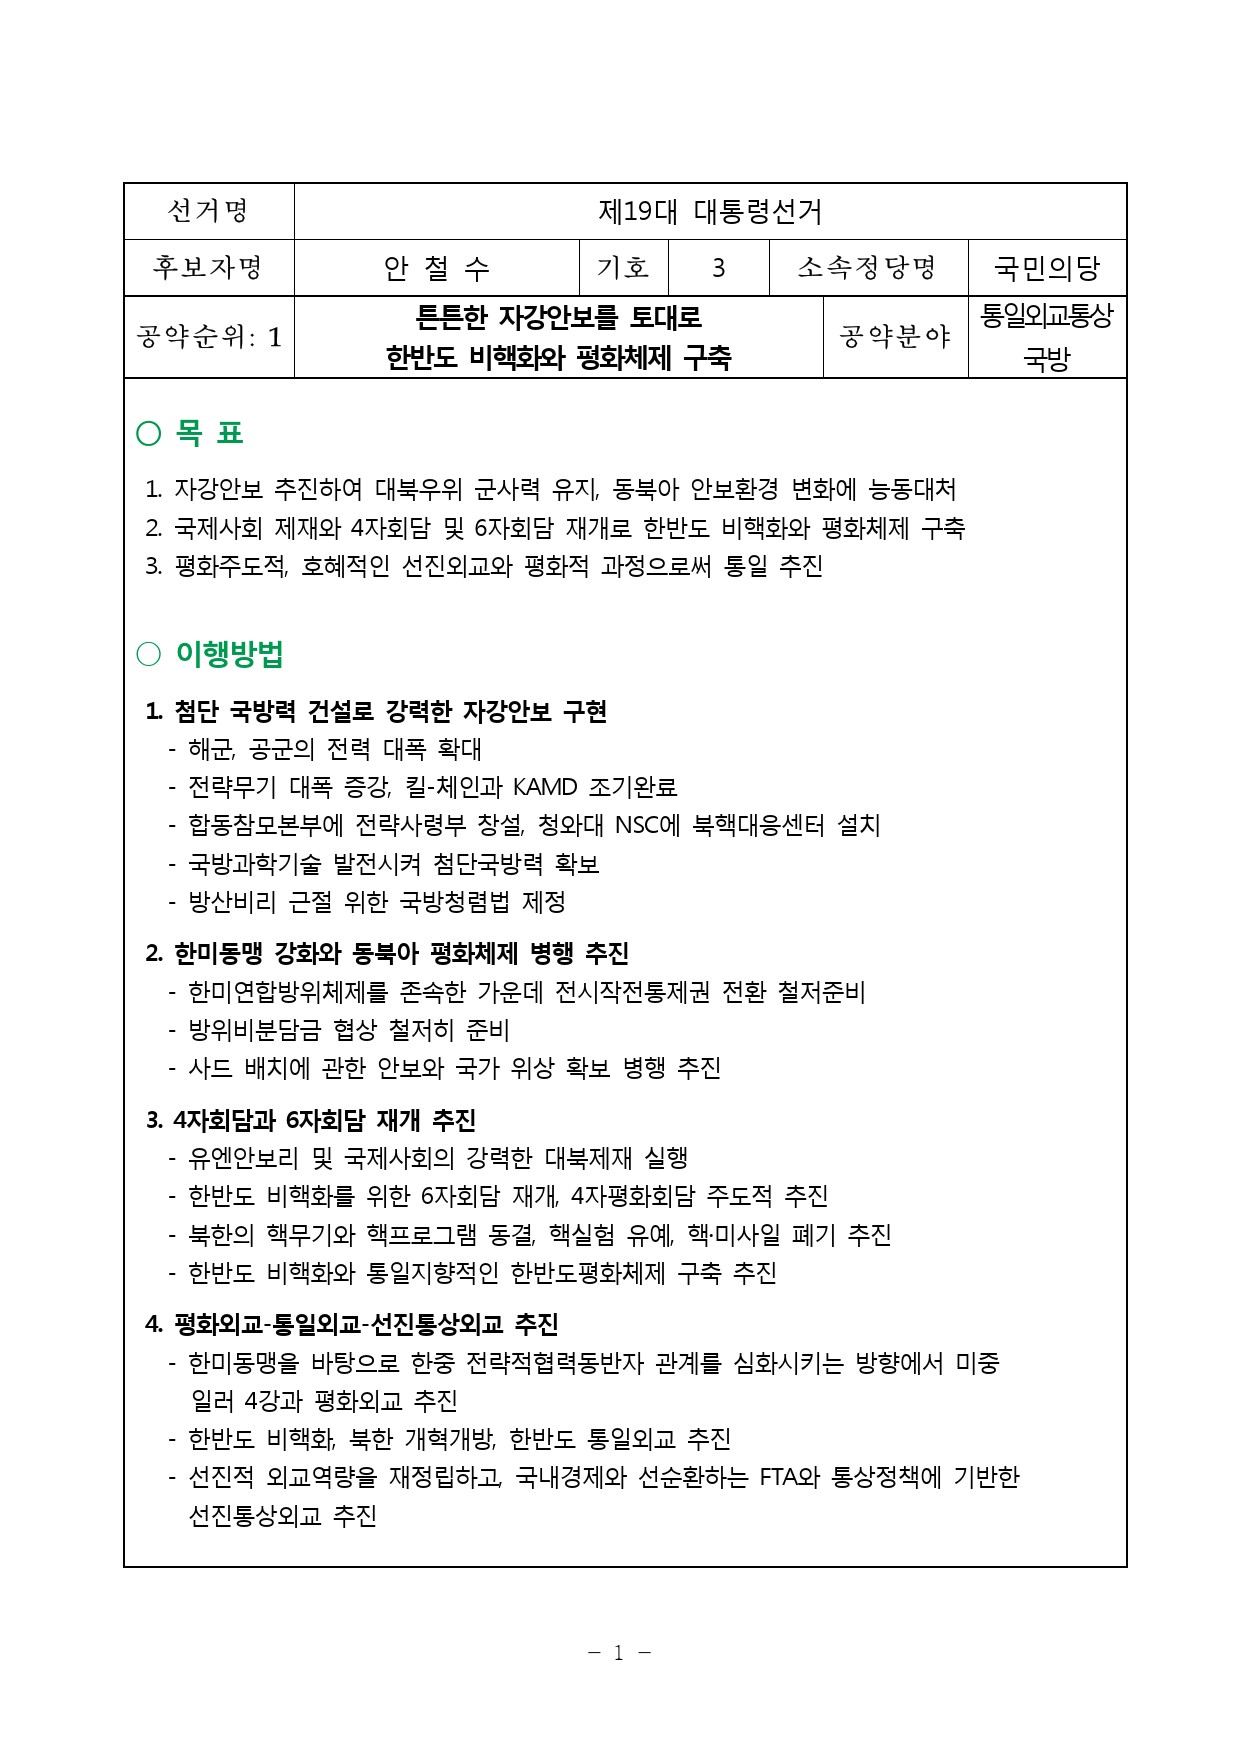 선거명 제19대 대통령선거
후보자명 안 철 수 기호 3 소속정당명 국민의당
공약순위: 1 튼튼한 자강안보를 토대로 한반도 비핵화와 평화체제 구축 공약분야 통일외교통상 국방
○ 목 표
1. 자강안보 추진하여 대북우위 군사력 유지, 동북아 안보환경 변화에 능동대처
2. 국제사회 제재와 4자회담 및 6자회담 재개로 한반도 비핵화와 평화체제 구축
3. 평화주도적, 호혜적인 선진외교와 평화적 과정으로써 통일 추진
○ 이행방법
1. 첨단 국방력 건설로 강력한 자강안보 구현
- 해군, 공군의 전력 대폭 확대
- 전략무기 대폭 증강, 킬-체인과 KAMD 조기완료
- 합동참모본부에 전략사령부 창설, 청와대 NSC에 북핵대응센터 설치
- 국방과학기술 발전시켜 첨단국방력 확보
- 방산비리 근절 위한 국방청렴법 제정
2. 한미동맹 강화와 동북아 평화체제 병행 추진
- 한미연합방위체제를 존속한 가운데 전시작전통제권 전환 철저준비
- 방위비분담금 협상 철저히 준비
- 사드 배치에 관한 안보와 국가 위상 확보 병행 추진
3. 4자회담과 6자회담 재개 추진
- 유엔안보리 및 국제사회의 강력한 대북제재 실행
- 한반도 비핵화를 위한 6자회담 재개, 4자평화회담 주도적 추진
- 북한의 핵무기와 핵프로그램 동결, 핵실험 유예, 핵·미사일 폐기 추진
- 한반도 비핵화와 통일지향적인 한반도평화체제 구축 추진
4. 평화외교-통일외교-선진통상외교 추진
- 한미동맹을 바탕으로 한중 전략적협력동반자 관계를 심화시키는 방향에서 미중
일러 4강과 평화외교 추진
- 한반도 비핵화, 북한 개혁개방, 한반도 통일외교 추진
- 선진적 외교역량을 재정립하고, 국내경제와 선순환하는 FTA와 통상정책에 기반한
선진통상외교 추진
- 1 -